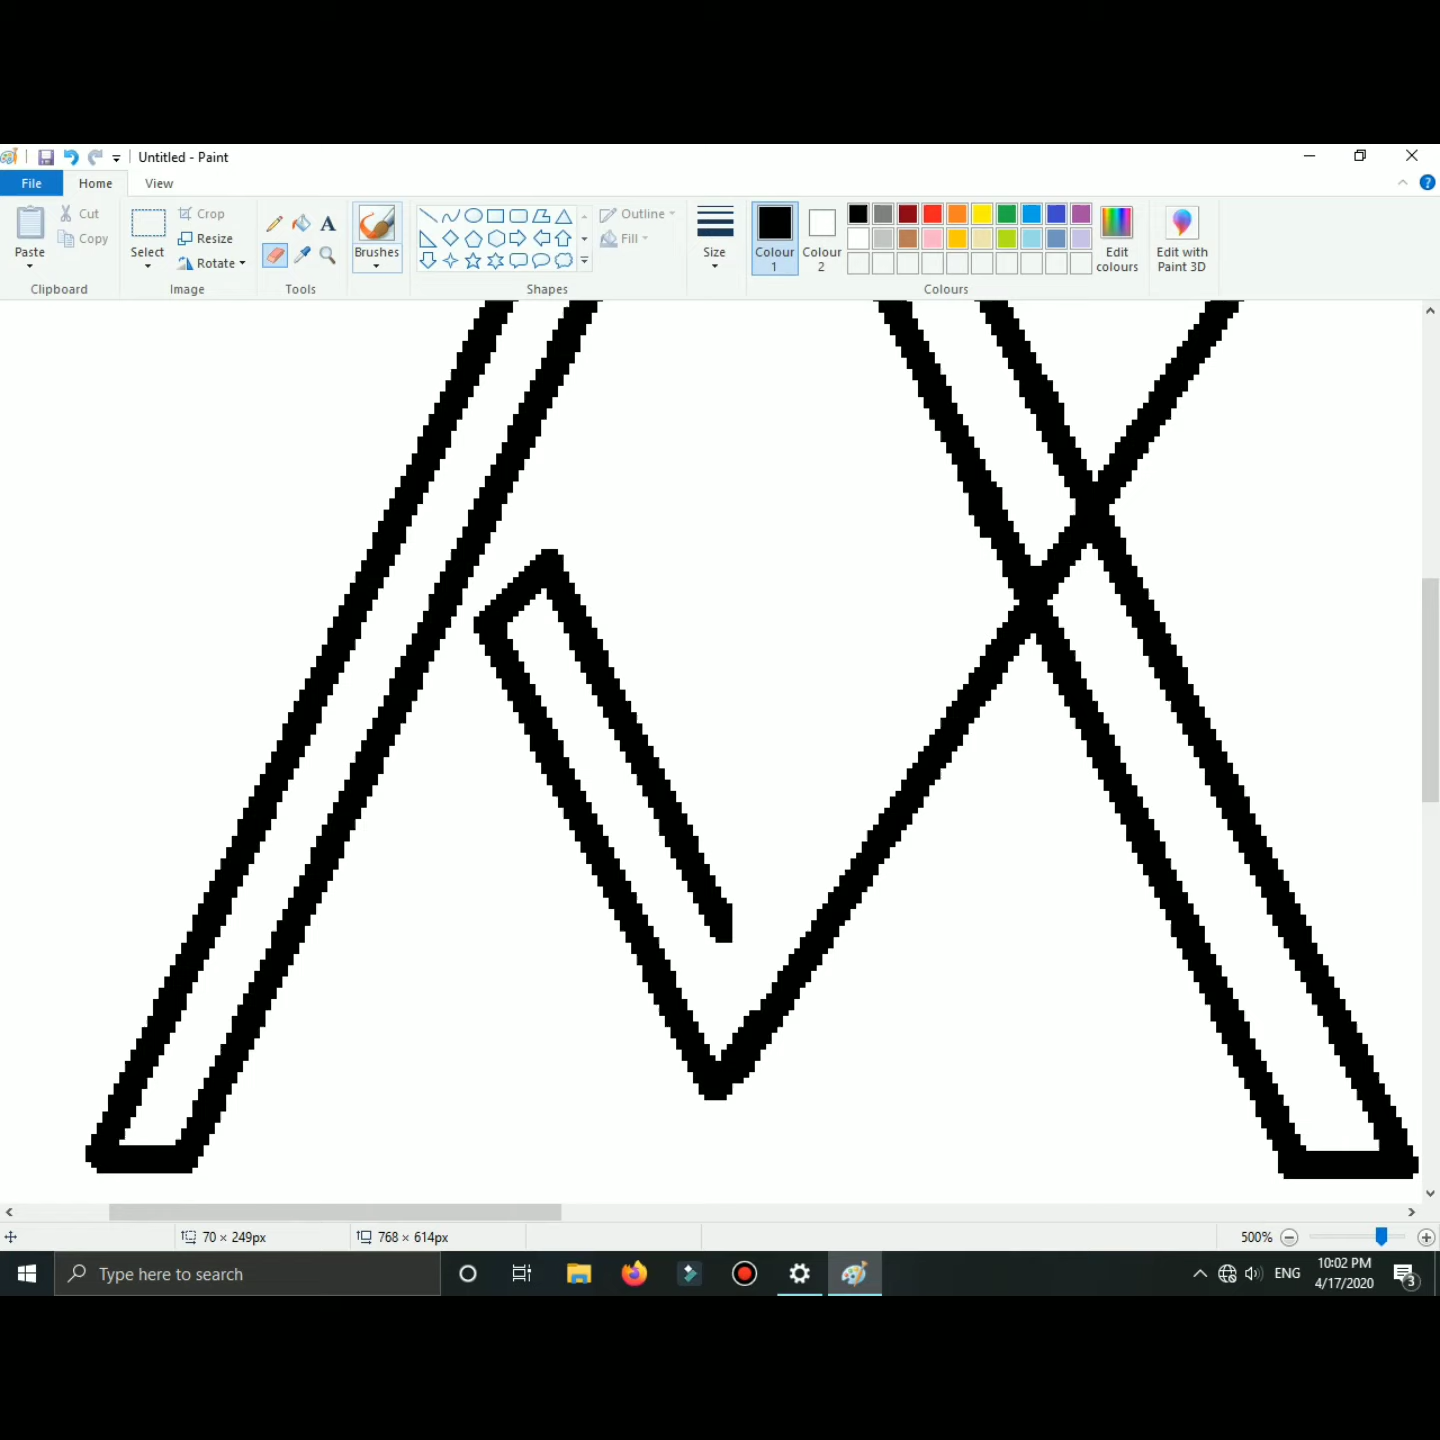 Untitled - Paint
File Home View
Paste Cut Copy Clipboard
Select Crop Resize Rotate Image
A Tools
Brushes
Outline Fill Shapes
Size
Colour 1 Colour 2 Edit colours Colours
Edit with Paint 3D
?
70 × 249px 768 × 614px 500%
Type here to search
ENG
10:02 PM
4/17/2020
3